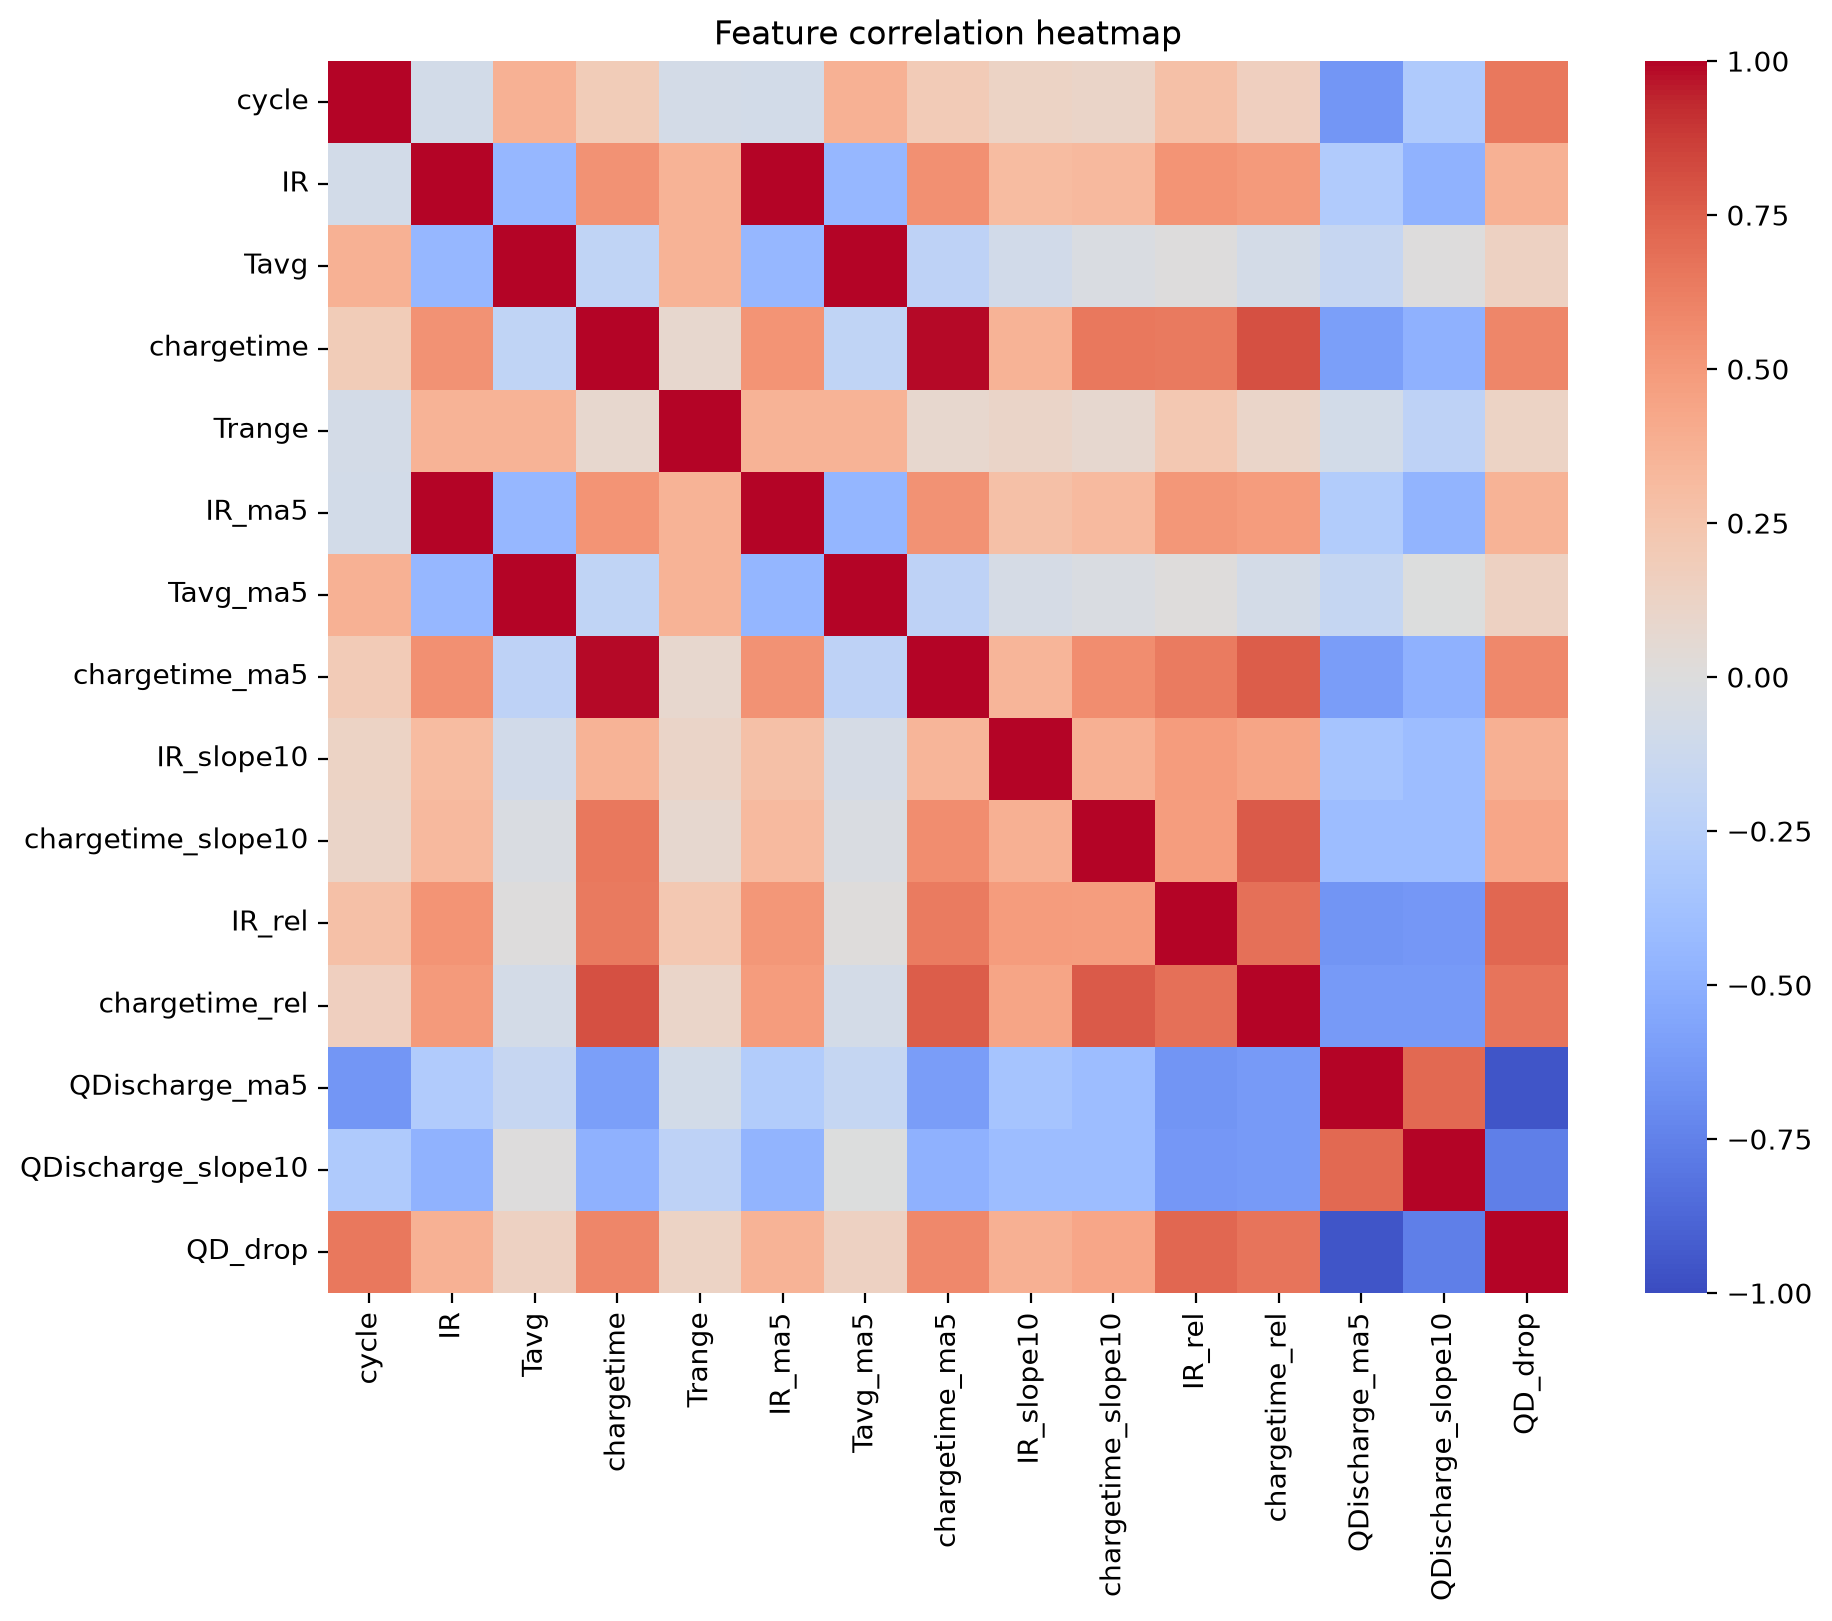 Feature correlation heatmap
cycle
IR
Tavg
chargetime
Trange
IR_ma5
Tavg_ma5
chargetime_ma5
IR_slope10
chargetime_slope10
IR_rel
chargetime_rel
QDischarge_ma5
QDischarge_slope10
QD_drop
cycle
IR
Tavg
chargetime
Trange
IR_ma5
Tavg_ma5
chargetime_ma5
IR_slope10
chargetime_slope10
IR_rel
chargetime_rel
QDischarge_ma5
QDischarge_slope10
QD_drop
1.00
0.75
0.50
0.25
0.00
−0.25
−0.50
−0.75
−1.00